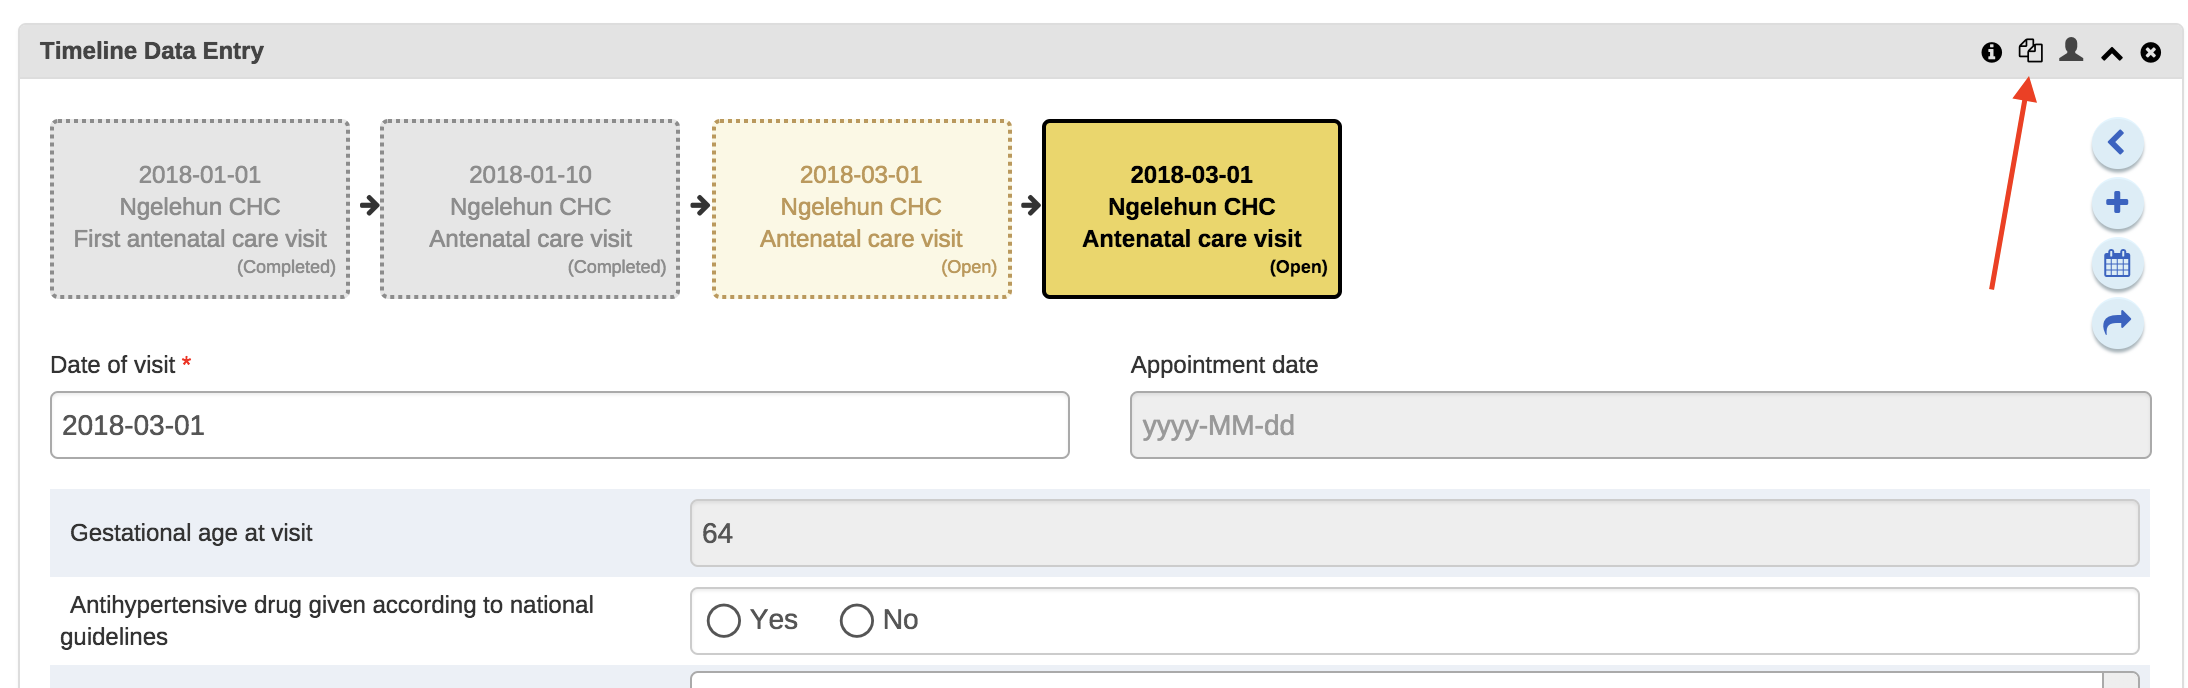 Timeline Data Entry
2018-01-01
Ngelehun CHC
First antenatal care visit
(Completed)
2018-01-10
Ngelehun CHC
Antenatal care visit
(Completed)
2018-03-01
Ngelehun CHC
Antenatal care visit
(Open)
2018-03-01
Ngelehun CHC
Antenatal care visit
(Open)
Date of visit *
Appointment date
2018-03-01
yyyy-MM-dd
Gestational age at visit
64
Antihypertensive drug given according to national
guidelines
Yes
No